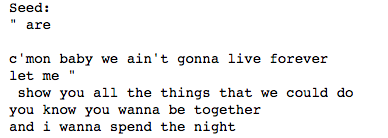 Seed:
" are
c'mon baby we ain't gonna live forever
let me "
show you all the things that we could do
you know you wanna be together
and i wanna spend the night